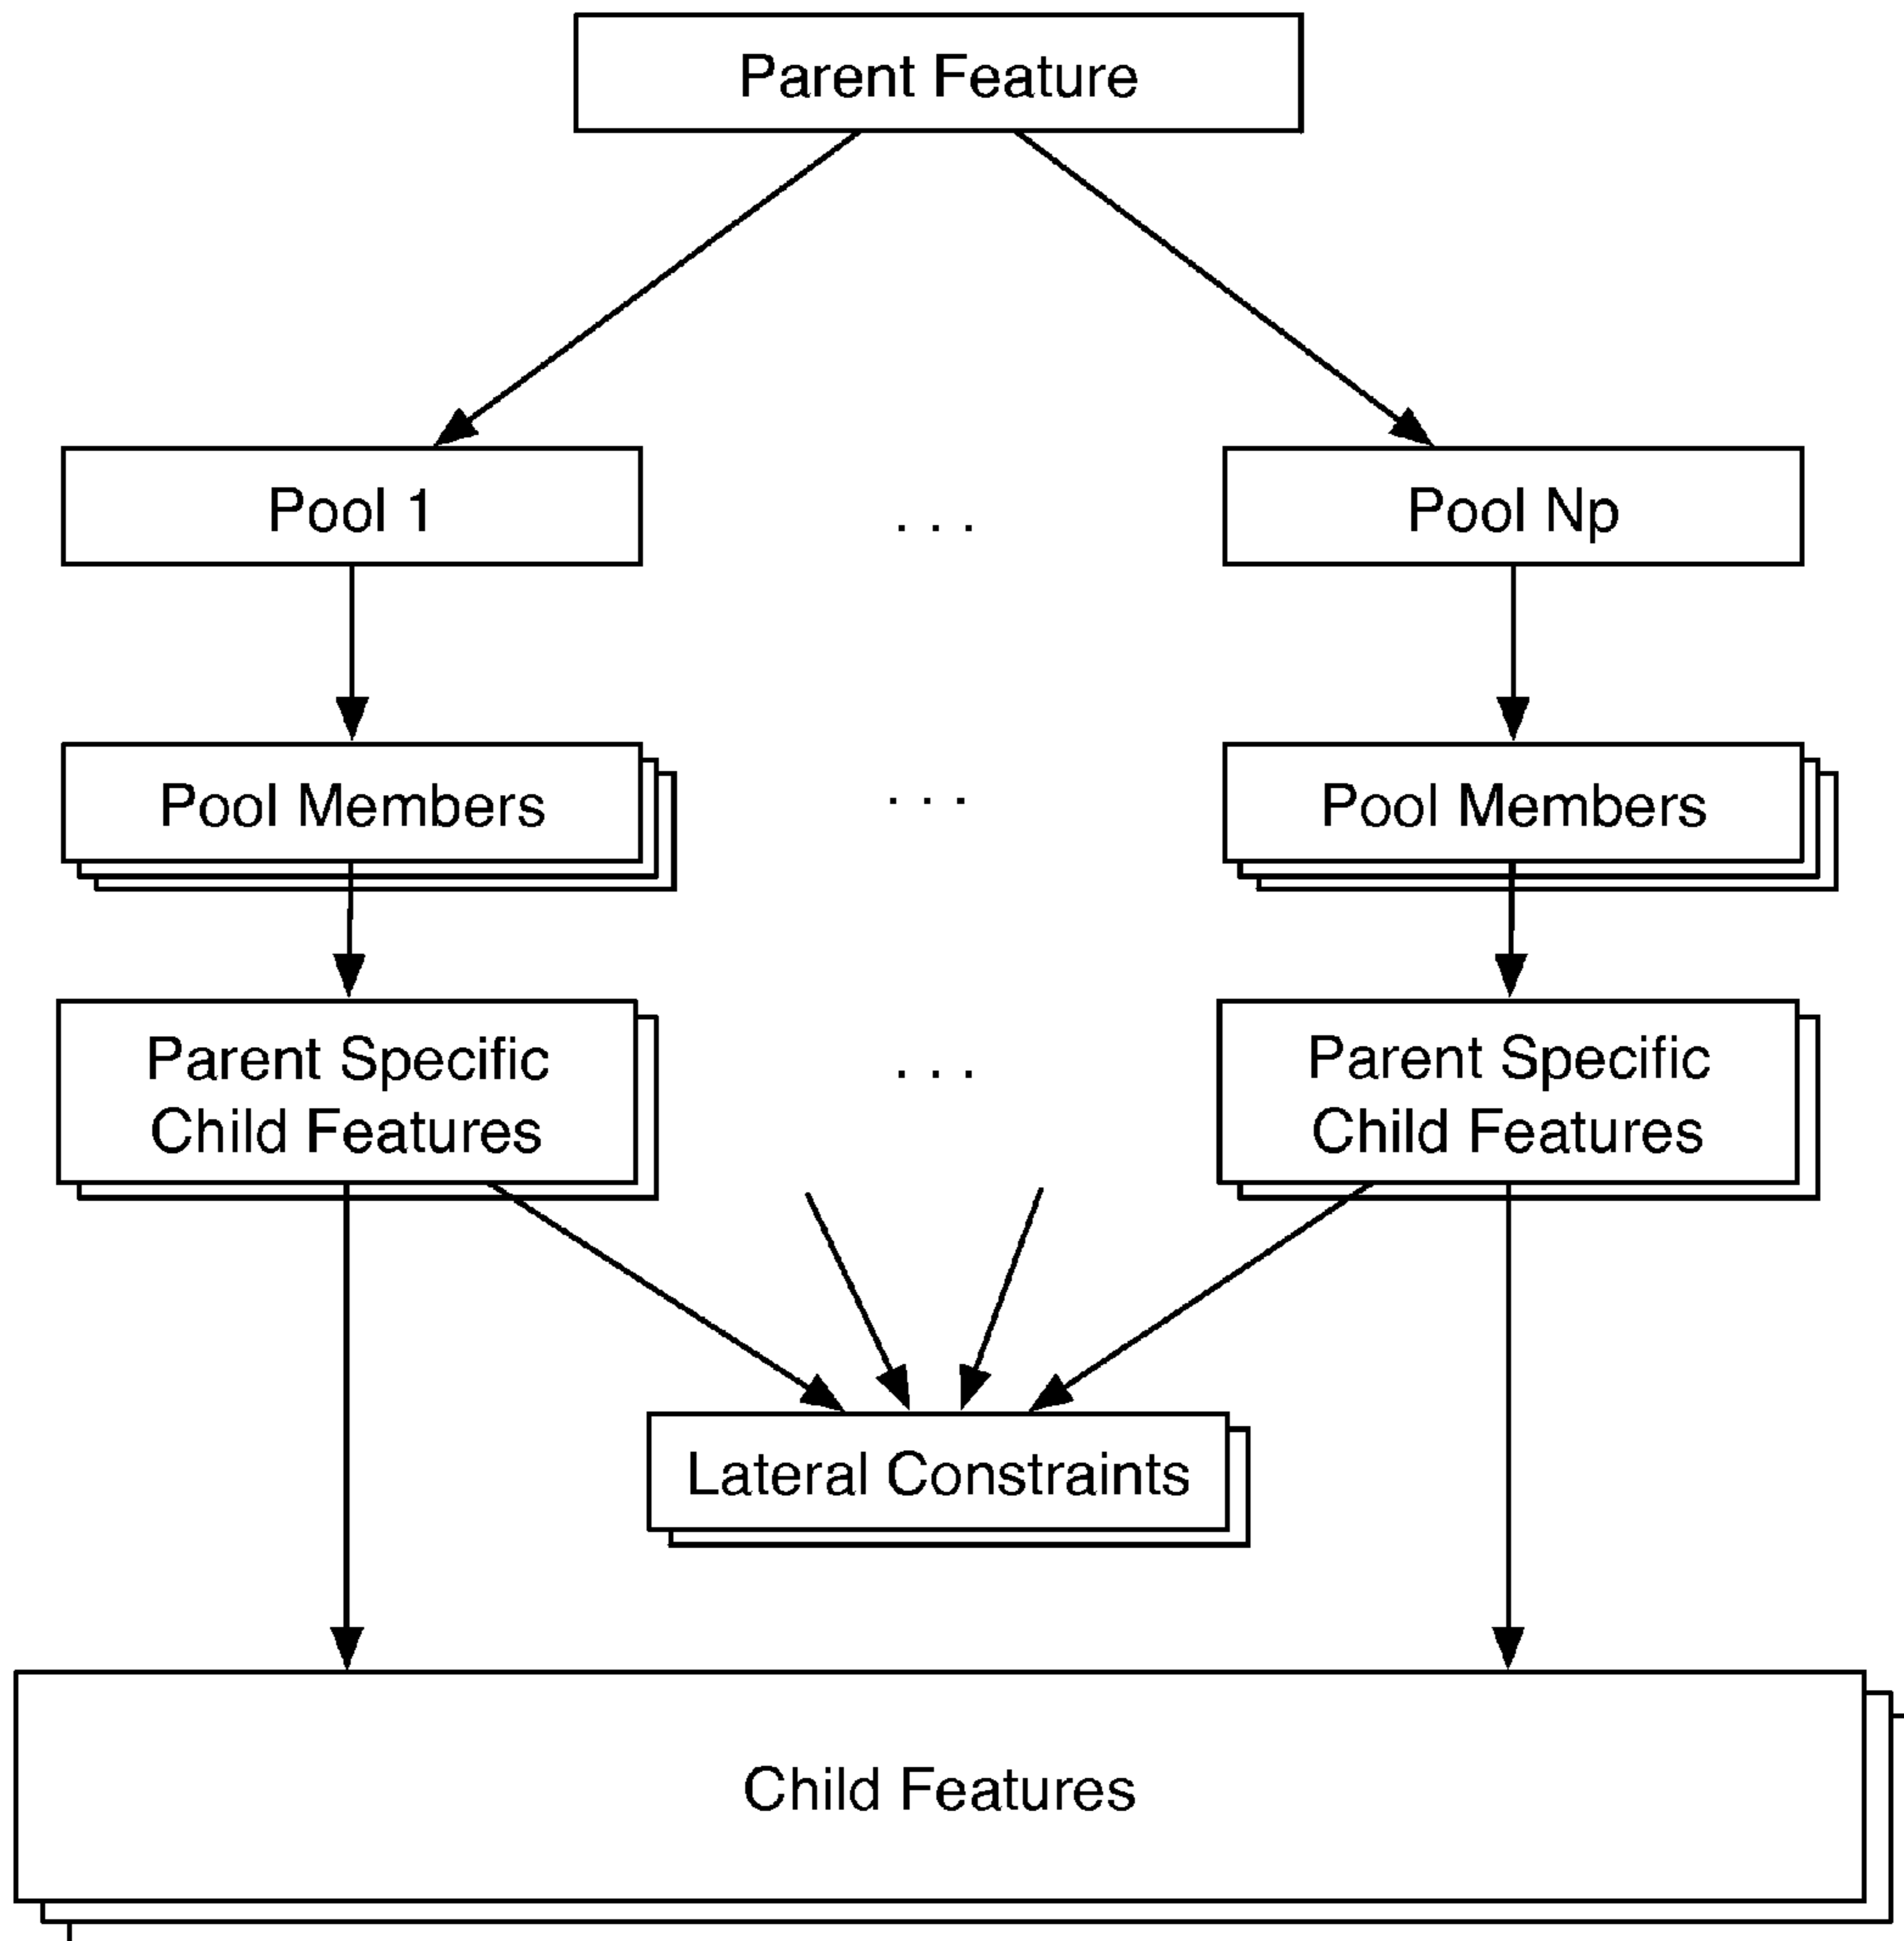 Parent Feature
Pool 1
. . .
Pool Np
Pool Members
. . .
Pool Members
Parent Specific
Child Features
. . .
Parent Specific
Child Features
Lateral Constraints
Child Features